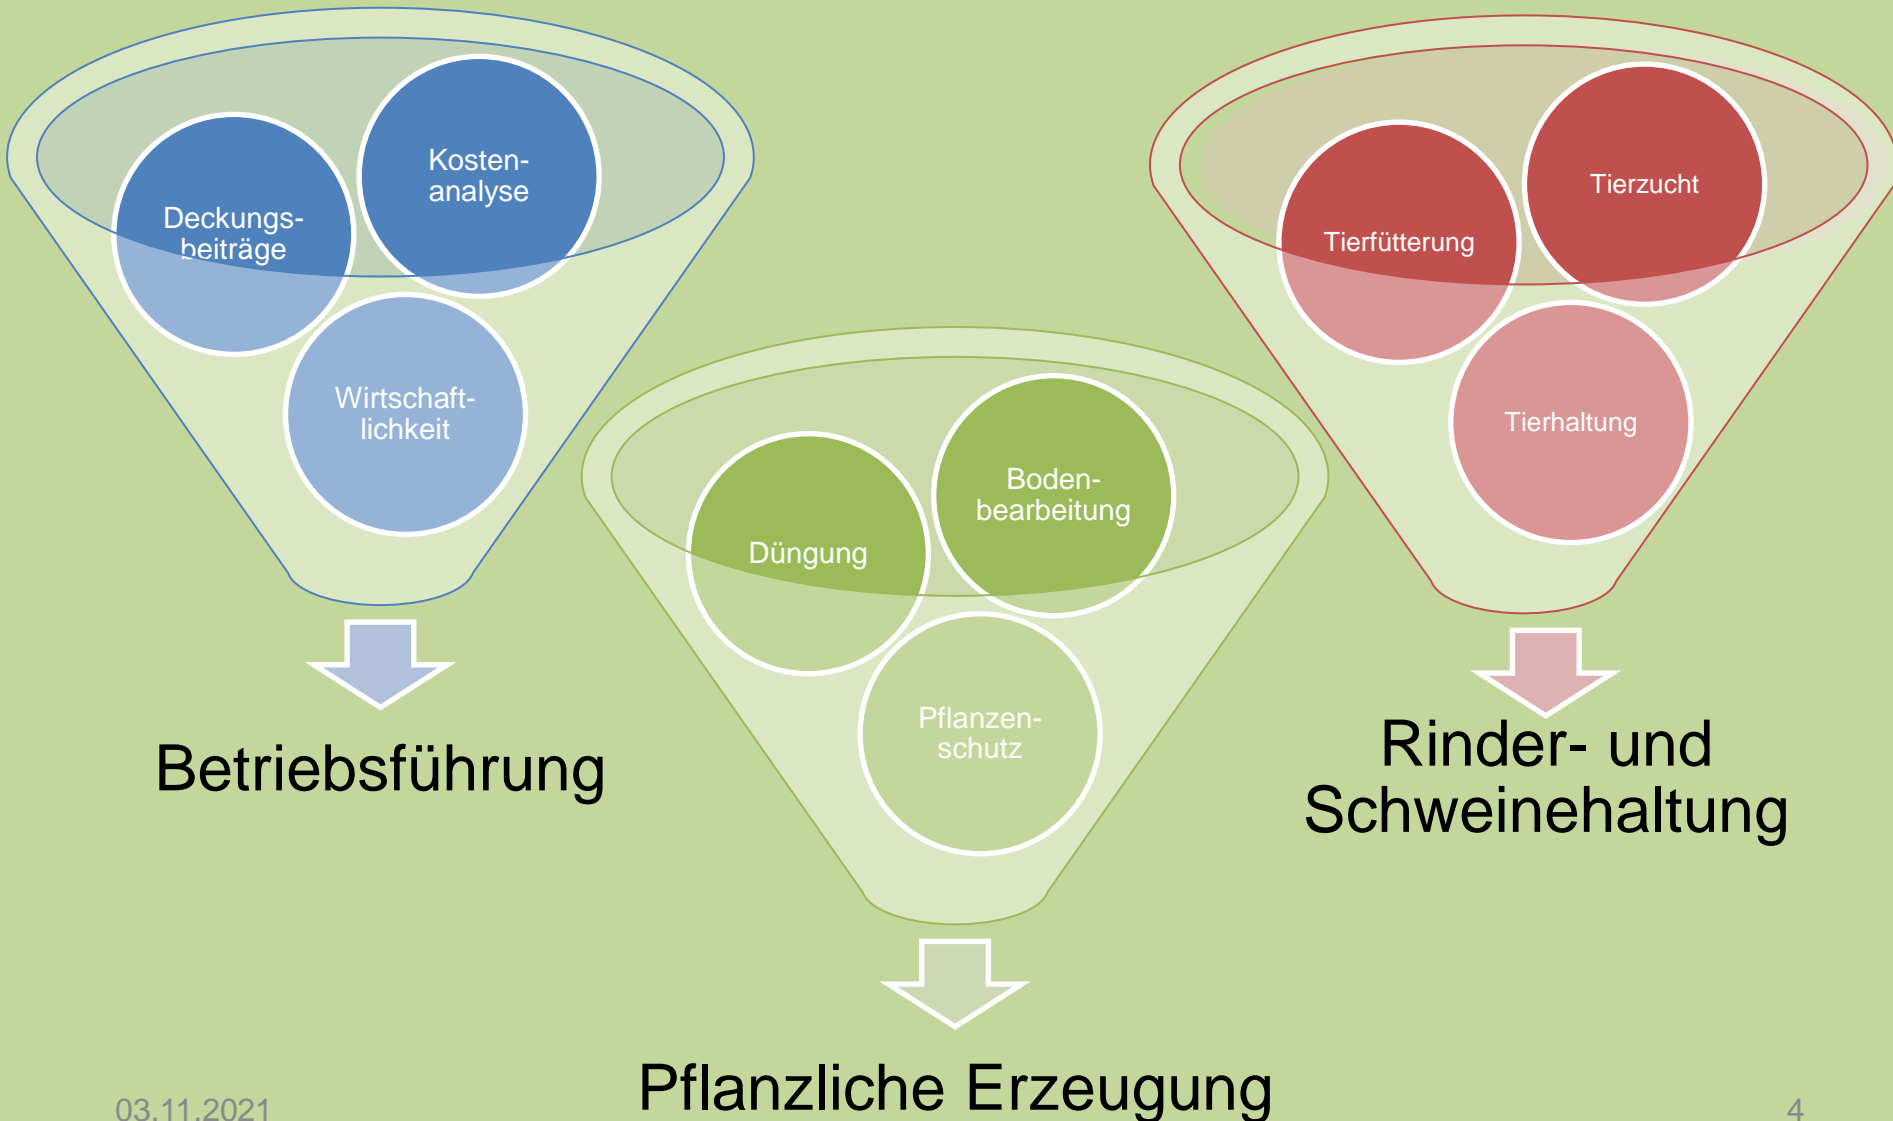 Kosten-
analyse
Deckungs-
beiträge
Wirtschaft-
lichkeit
Betriebsführung
Boden-
bearbeitung
Düngung
Pflanzen-
schutz
Pflanzliche Erzeugung
Tierzucht
Tierfütterung
Tierhaltung
Rinder- und
Schweinehaltung
03.11.2021
4